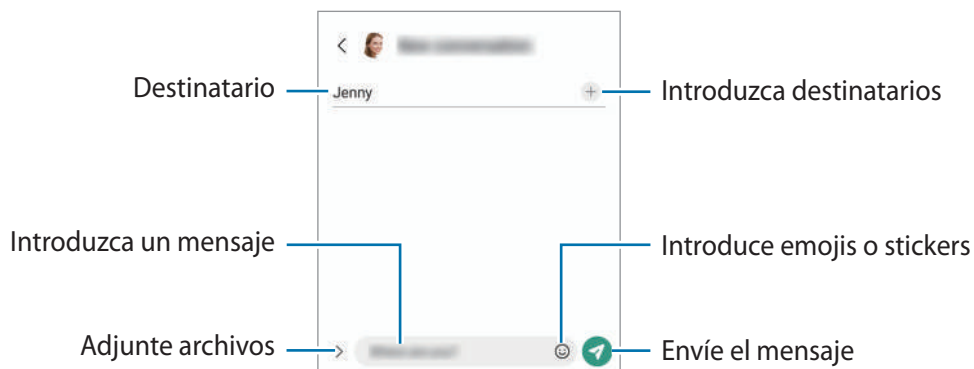 Destinatario
Jenny
Introduzca destinatarios
Introduzca un mensaje
Introduce emojis o stickers
Adjunte archivos
Envíe el mensaje